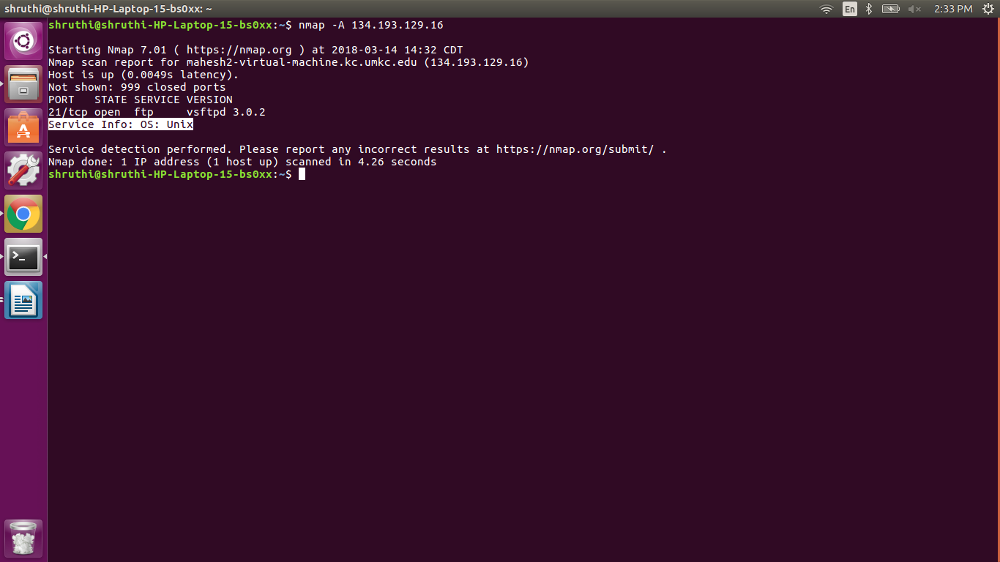 shruthi@shruthi-HP-Laptop-15-bs0xx: ~
En
2:33 PM
shruthi@shruthi-HP-Laptop-15-bs0xx:~$ nmap -A 134.193.129.16
Starting Nmap 7.01 ( https://nmap.org ) at 2018-03-14 14:32 CDT
Nmap scan report for mahesh2-virtual-machine.kc.umkc.edu (134.193.129.16)
Host is up (0.0049s latency).
Not shown: 999 closed ports
PORT   STATE SERVICE VERSION
21/tcp open  ftp     vsftpd 3.0.2
Service Info: OS: Unix
Service detection performed. Please report any incorrect results at https://nmap.org/submit/ .
Nmap done: 1 IP address (1 host up) scanned in 4.26 seconds
shruthi@shruthi-HP-Laptop-15-bs0xx:~$